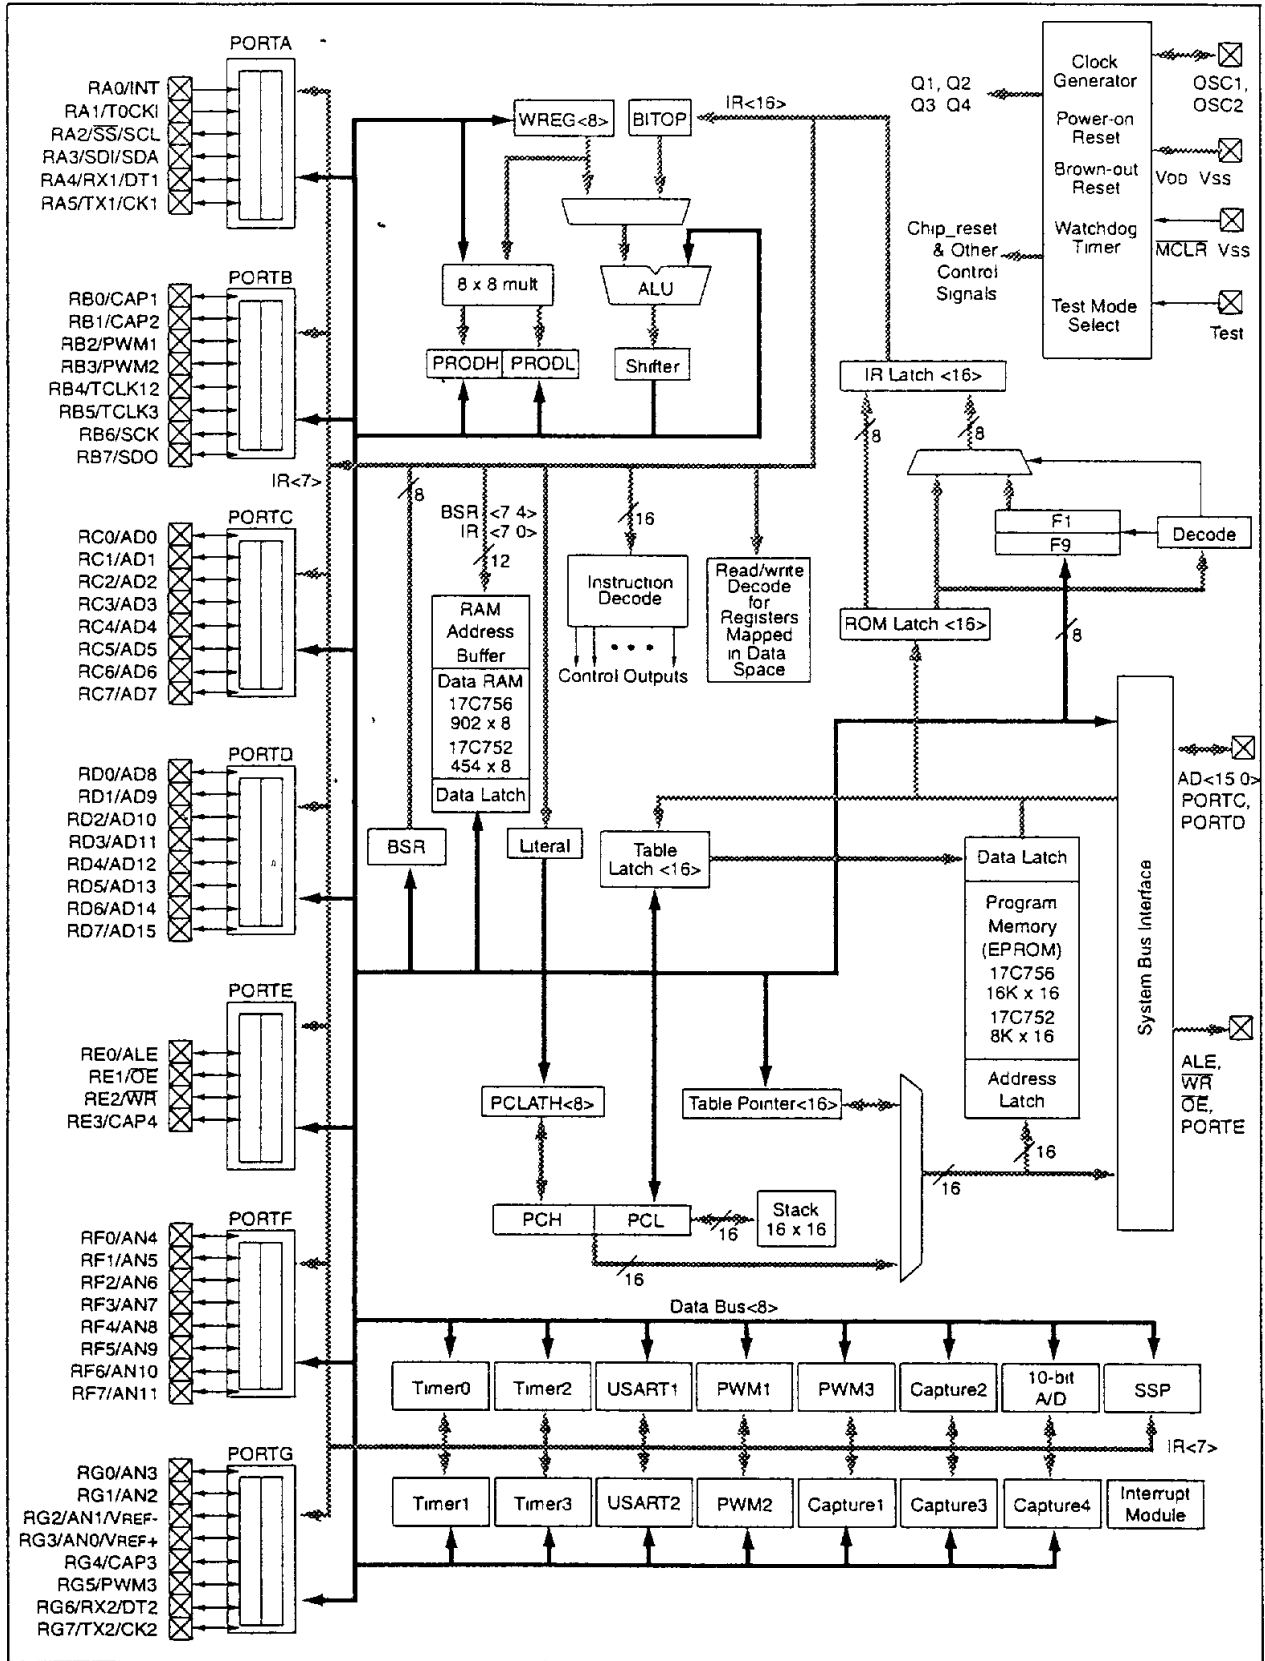 PORTA
RA0/INT
RA1/T0CKI
RA2/SS/SCL
RA3/SDI/SDA
RA4/RX1/DT1
RA5/TX1/CK1
PORTB
RB0/CAP1
RB1/CAP2
RB2/PWM1
RB3/PWM2
RB4/TCLK12
RB5/TCLK3
RB6/SCK
RB7/SDO
IR<7>
PORTC
RC0/AD0
RC1/AD1
RC2/AD2
RC3/AD3
RC4/AD4
RC5/AD5
RC6/AD6
RC7/AD7
PORTD
RD0/AD8
RD1/AD9
RD2/AD10
RD3/AD11
RD4/AD12
RD5/AD13
RD6/AD14
RD7/AD15
PORTE
RE0/ALE
RE1/OE
RE2/WR
RE3/CAP4
PORTF
RF0/AN4
RF1/AN5
RF2/AN6
RF3/AN7
RF4/AN8
RF5/AN9
RF6/AN10
RF7/AN11
PORTG
RG0/AN3
RG1/AN2
RG2/AN1/VREF-
RG3/AN0/VREF+
RG4/CAP3
RG5/PWM3
RG6/RX2/DT2
RG7/TX2/CK2
WREG<8>
BITOP
IR<16>
8 x 8 mult
ALU
PRODH
PRODL
Shifter
Q1, Q2
Q3 Q4
Chip_reset
& Other
Control
Signals
Clock
Generator
Power-on
Reset
Brown-out
Reset
Watchdog
Timer
Test Mode
Select
OSC1,
OSC2
VDD VSS
MCLR VSS
Test
IR Latch <16>
8
8
F1
F9
Decode
ROM Latch <16>
8
8
BSR <7 4>
IR <7 0>
12
16
RAM
Address
Buffer
Data RAM
17C756
902 x 8
17C752
454 x 8
Data Latch
Instruction
Decode
Control Outputs
Read/write
Decode
for
Registers
Mapped
in Data
Space
BSR
Literal
Table
Latch <16>
Data Latch
Program
Memory
(EPROM)
17C756
16K x 16
17C752
8K x 16
Address
Latch
System Bus Interface
AD<15 0>
PORTC,
PORTD
ALE,
WR
OE,
PORTE
PCLATH<8>
Table Pointer<16>
16
16
PCH
PCL
16
Stack
16 x 16
16
Data Bus<8>
Timer0
Timer2
USART1
PWM1
PWM3
Capture2
10-bit
A/D
SSP
IR<7>
Timer1
Timer3
USART2
PWM2
Capture1
Capture3
Capture4
Interrupt
Module